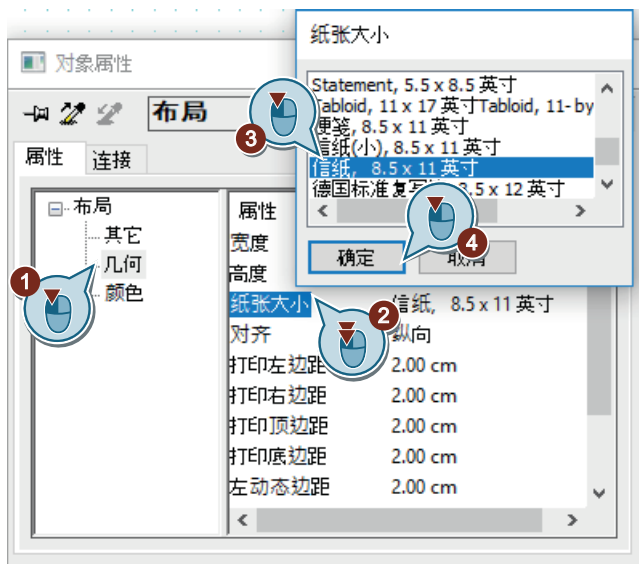 纸张大小
Statement, 5.5 x 8.5 英寸
Tabloid, 11 x 17 英寸Tabloid, 11- by
便笺, 8.5 x 11 英寸
信纸(小), 8.5 x 11 英寸
信纸, 8.5 x 11 英寸
德国标准复写 8.5 x 12 英寸
确定
取消
对象属性
布局
属性
连接
布局
其它
几何
颜色
属性
宽度
高度
纸张大小 信纸, 8.5 x 11 英寸
对齐 纵向
打印左边距 2.00 cm
打印右边距 2.00 cm
打印顶边距 2.00 cm
打印底边距 2.00 cm
左动态边距 2.00 cm
1
2
3
4